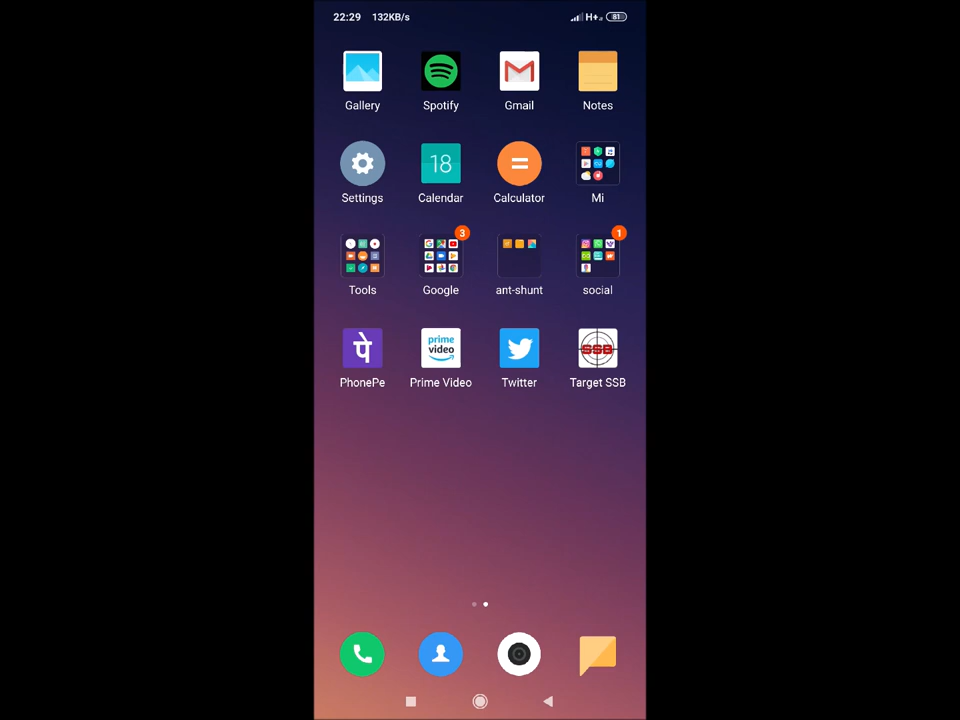 22:29 132KB/s H+ 81
Gallery Spotify Gmail Notes
18
Settings Calendar Calculator Mi
3 1
Tools Google ant-shunt social
पे prime video SSB
PhonePe Prime Video Twitter Target SSB